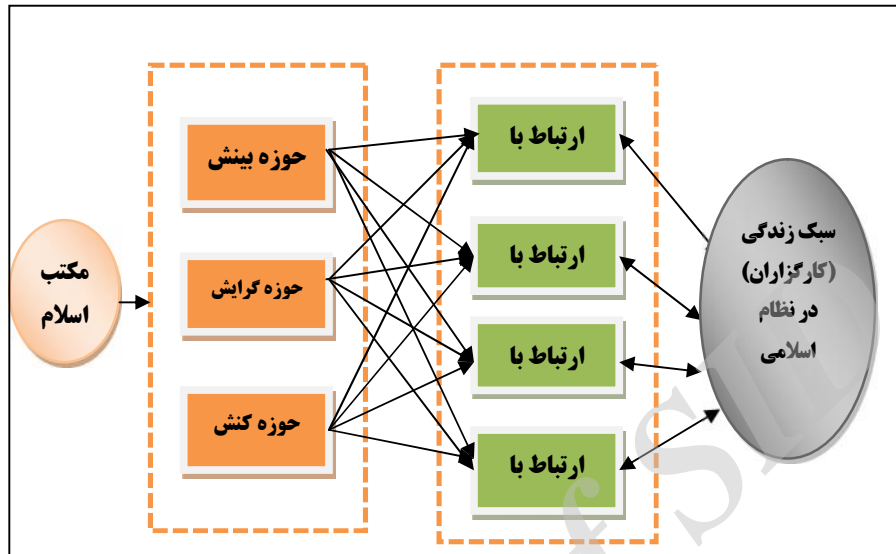 مکتب
اسلام
حوزه بینش
حوزه گرایش
حوزه کنش
ارتباط با
ارتباط با
ارتباط با
ارتباط با
سبک زندگی
(کارگزاران)
در نظام
اسلامی
f SID